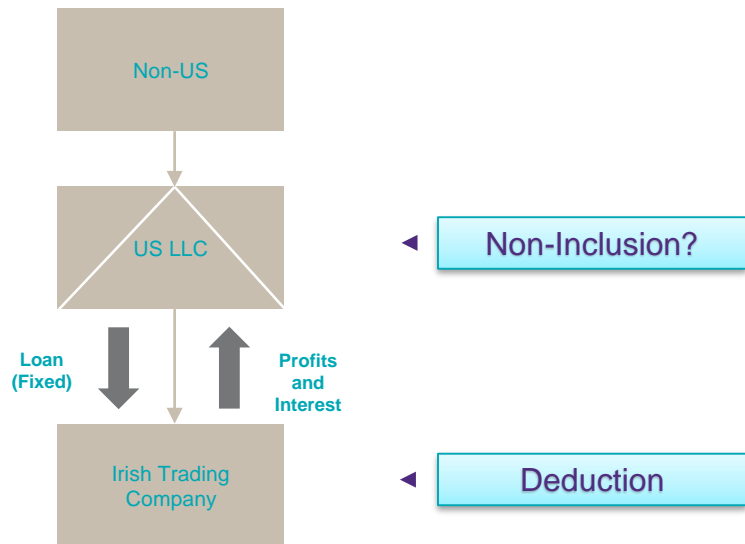 Non-US
US LLC
Non-Inclusion?
Loan
(Fixed)
Profits
and
Interest
Irish Trading
Company
Deduction